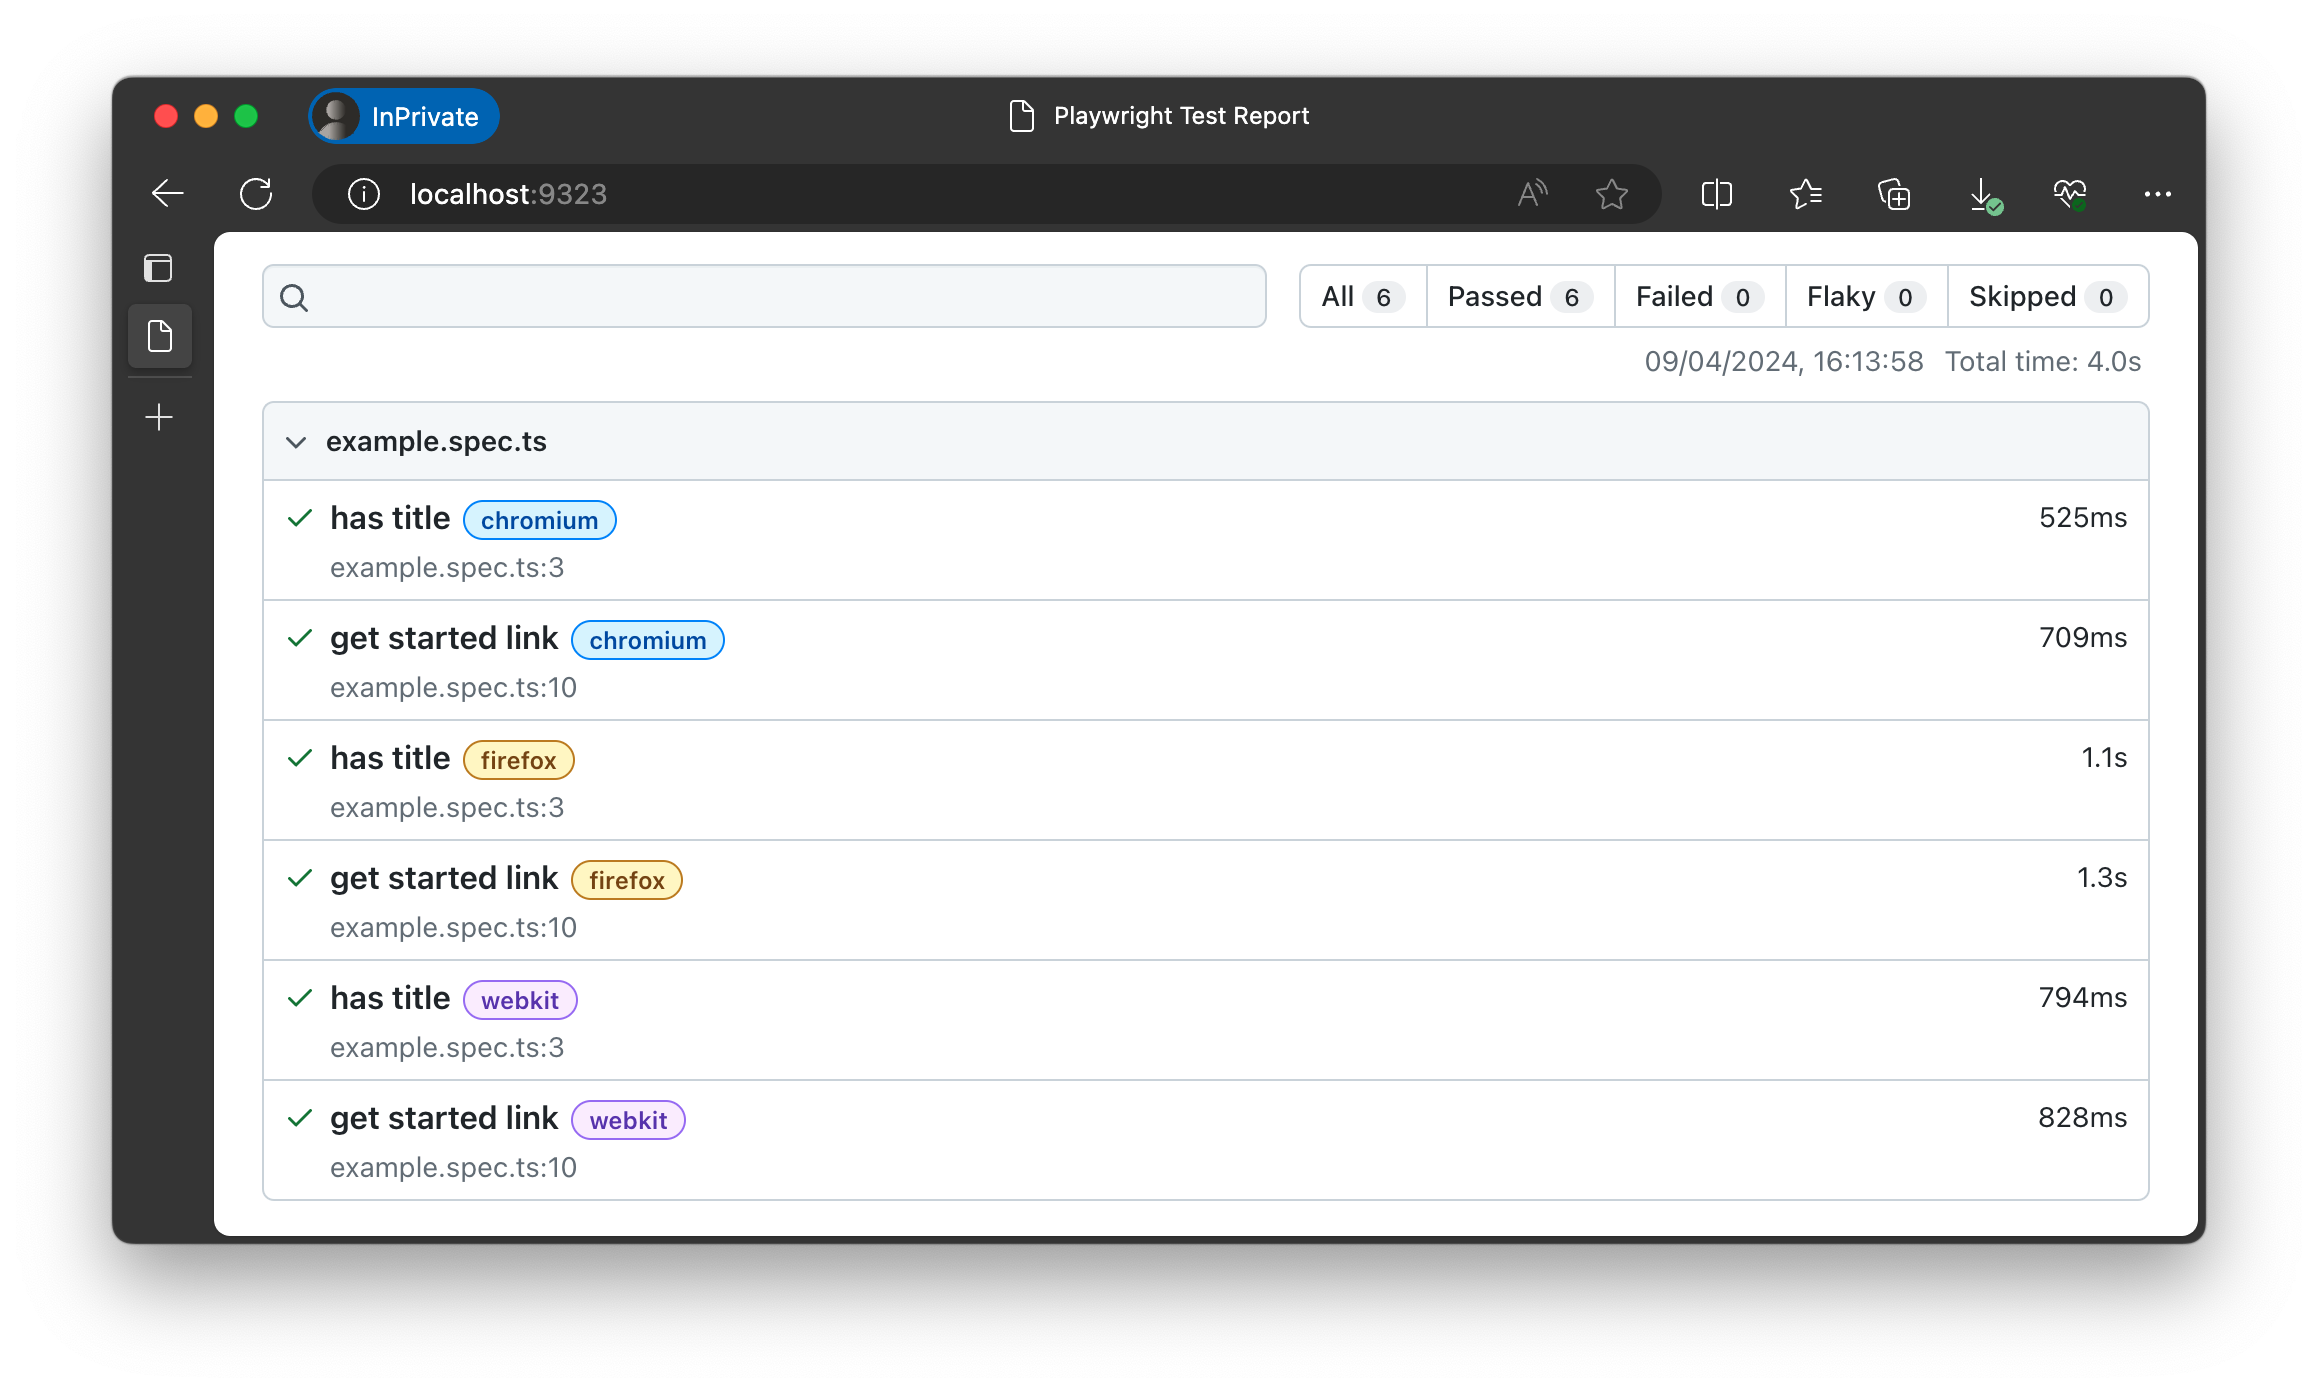 InPrivate
Playwright Test Report
localhost:9323
All 6 Passed 6 Failed 0 Flaky 0 Skipped 0
09/04/2024, 16:13:58 Total time: 4.0s
example.spec.ts
has title chromium 525ms
example.spec.ts:3
get started link chromium 709ms
example.spec.ts:10
has title firefox 1.1s
example.spec.ts:3
get started link firefox 1.3s
example.spec.ts:10
has title webkit 794ms
example.spec.ts:3
get started link webkit 828ms
example.spec.ts:10